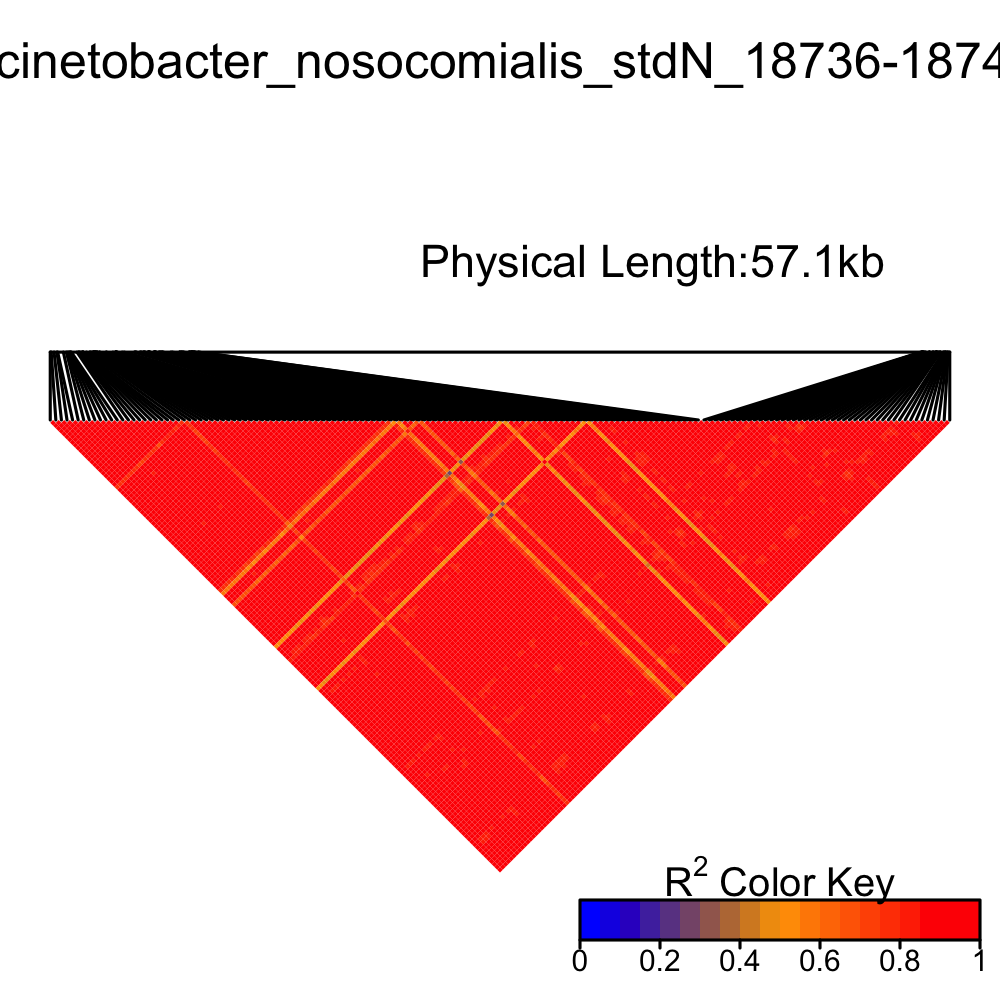 cinetobacter_nosocomialis_stdN_18736-1874
Physical Length:57.1kb
R² Color Key
0 0.2 0.4 0.6 0.8 1